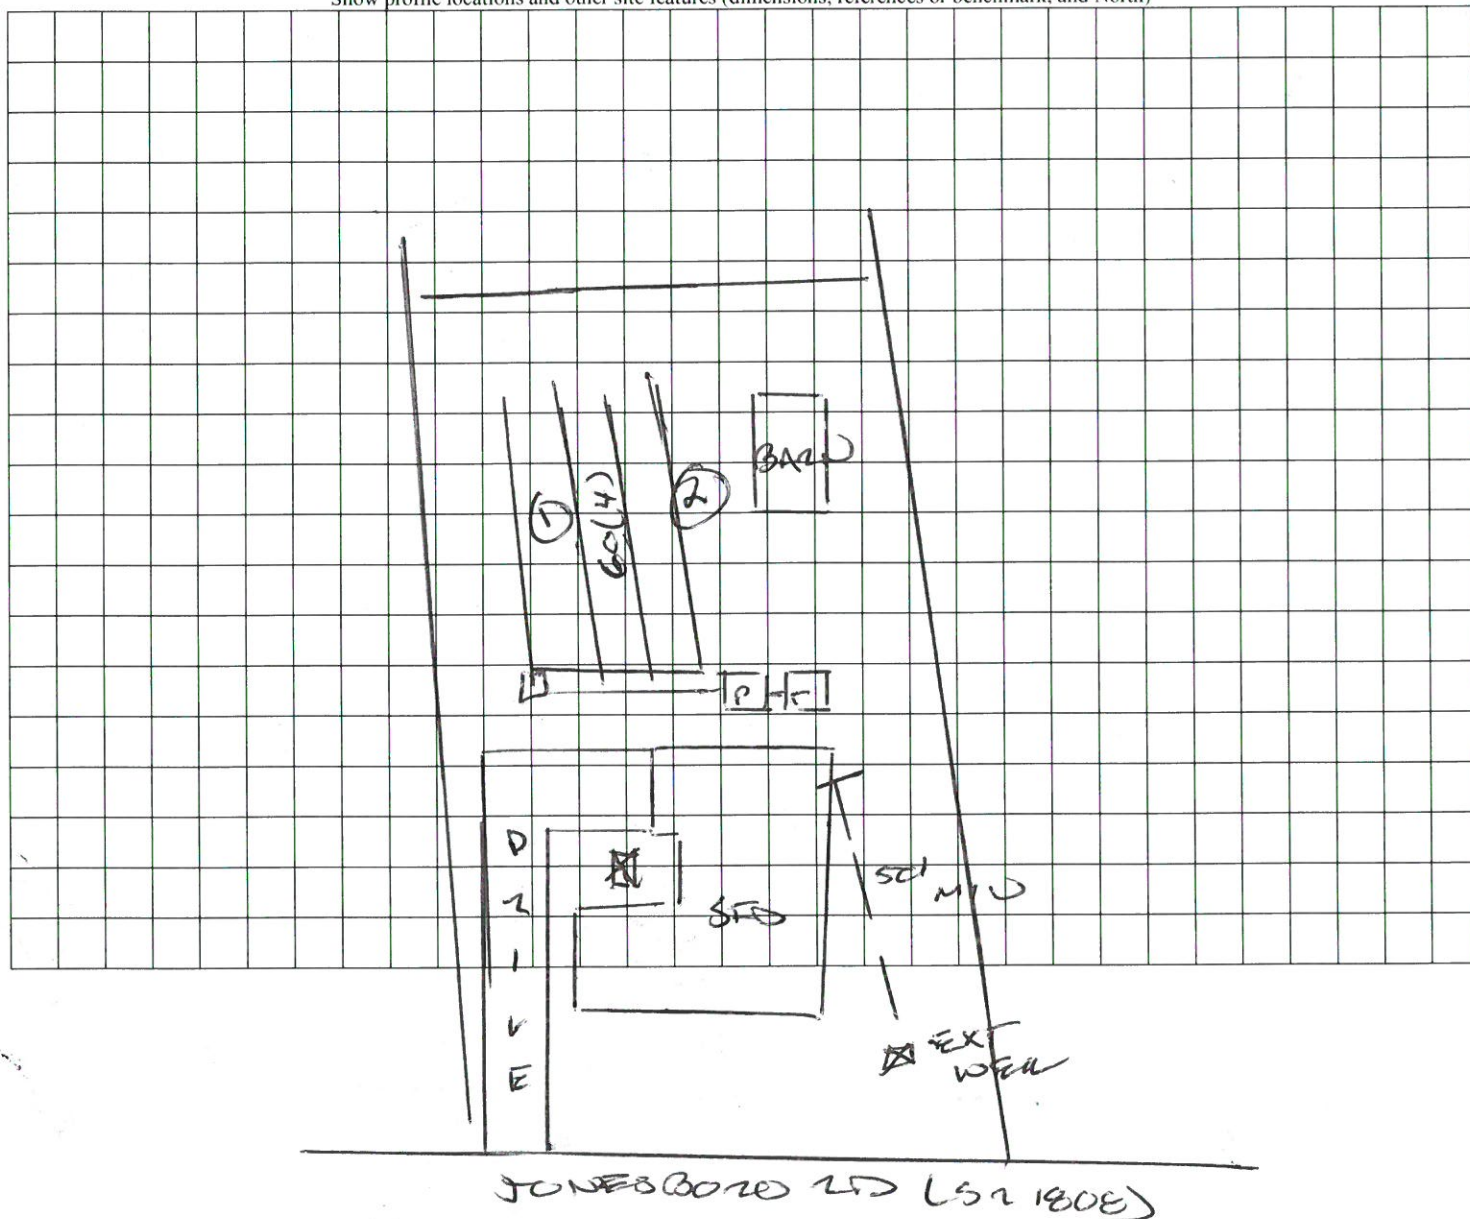 Show profile locations and other site features (dimensions, references or benchmark, and North)
BARN
① 60(4) ②
P T
DRIVE
SFD
50' MIN
EXT
WELL
JONESBORO RD (SR 1808)